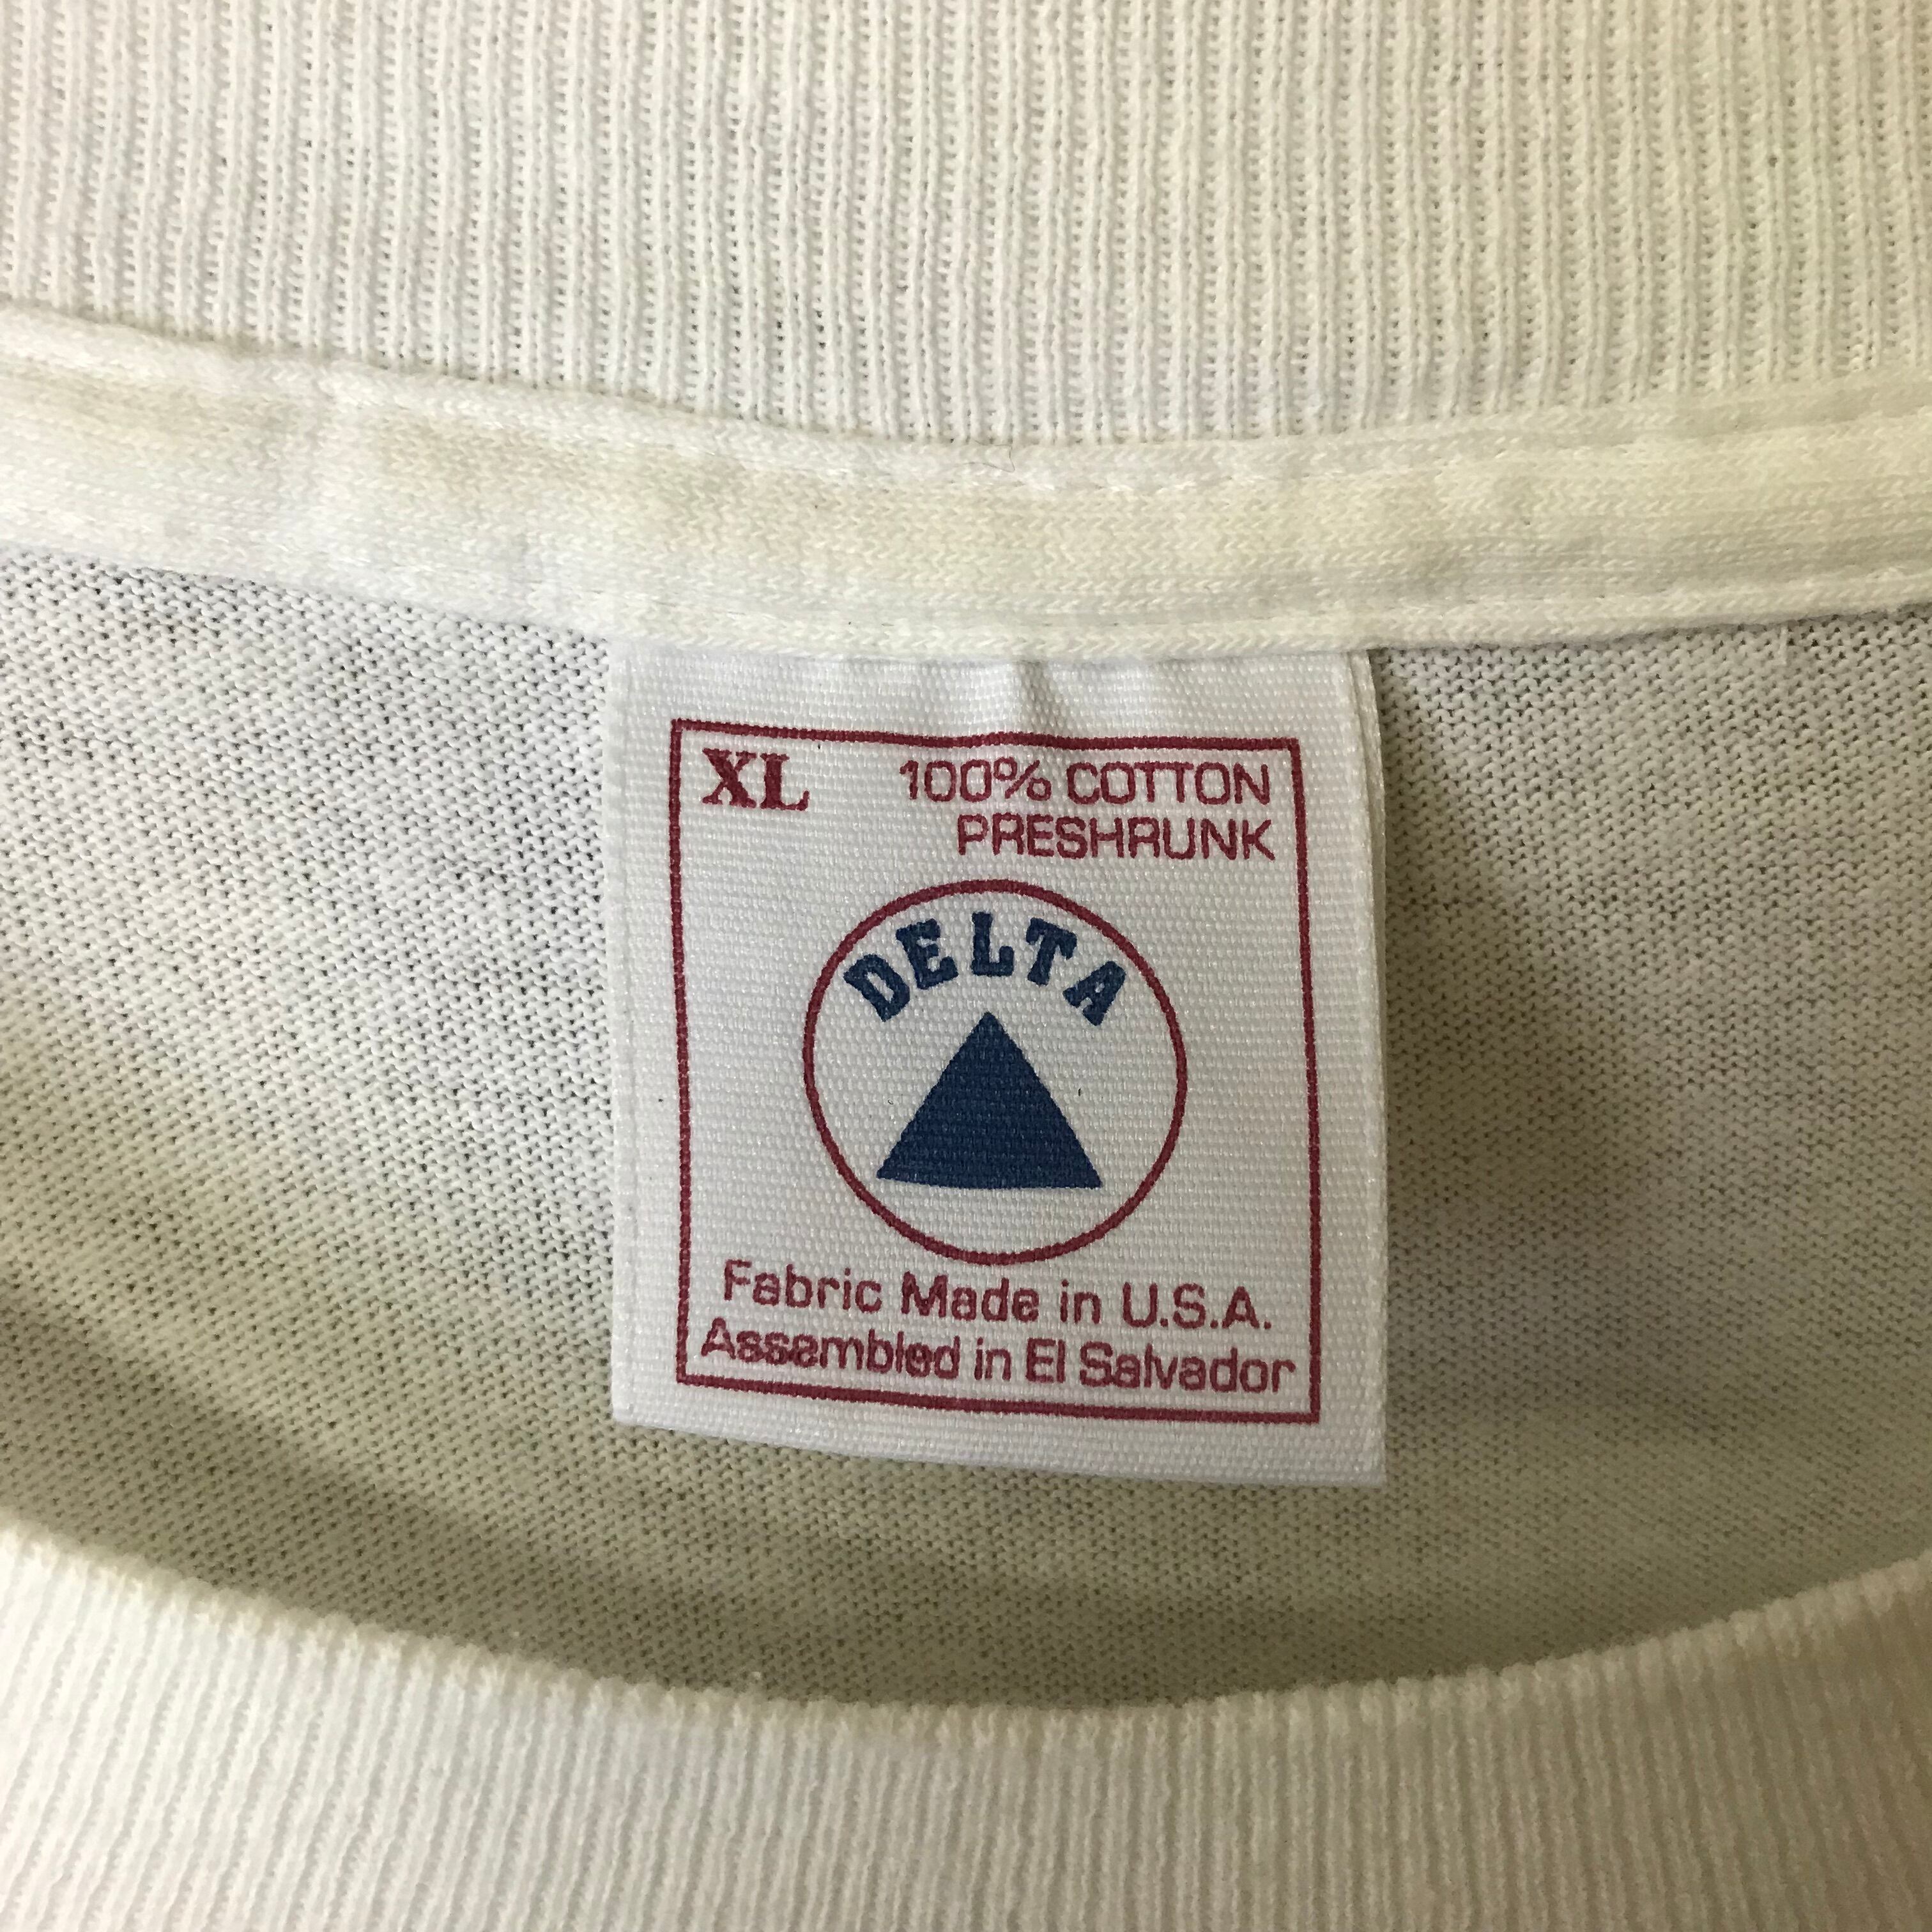 XL 100% COTTON
PRESHRUNK
DELTA
Fabric Made in U.S.A.
Assembled in El Salvador